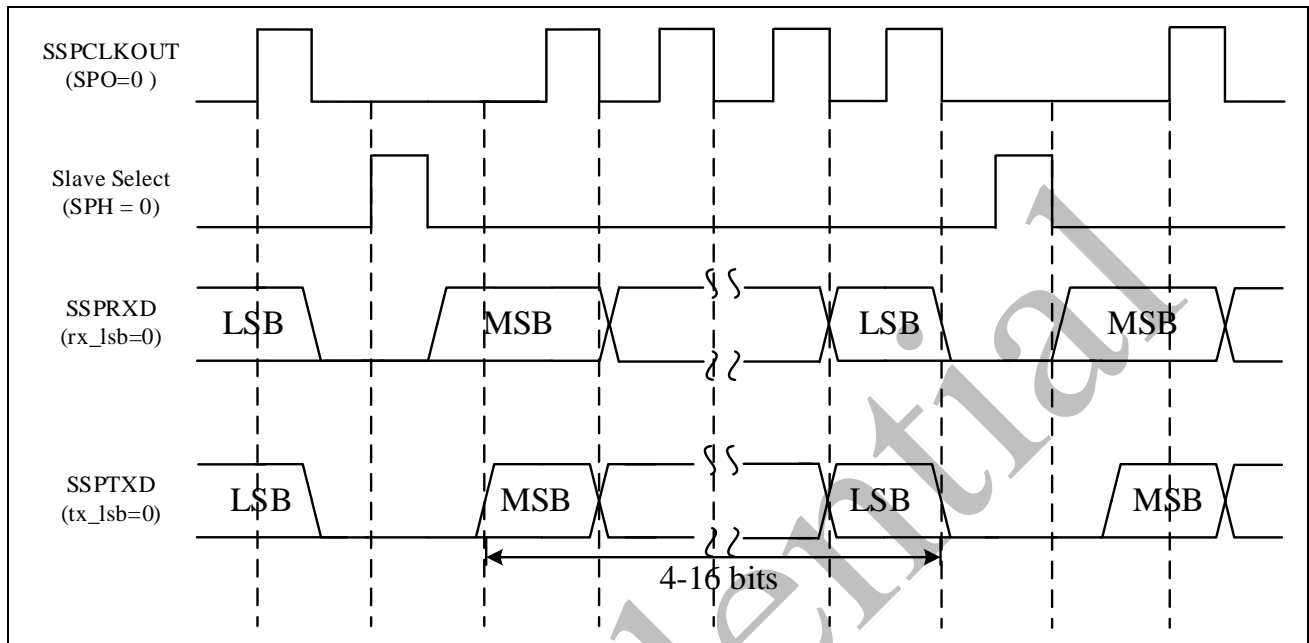 SSPCLKOUT
(SPO=0 )
Slave Select
(SPH = 0)
SSPRXD
(rx_lsb=0)
LSB
MSB
LSB
MSB
SSPTXD
(tx_lsb=0)
LSB
MSB
LSB
MSB
4-16 bits
dential